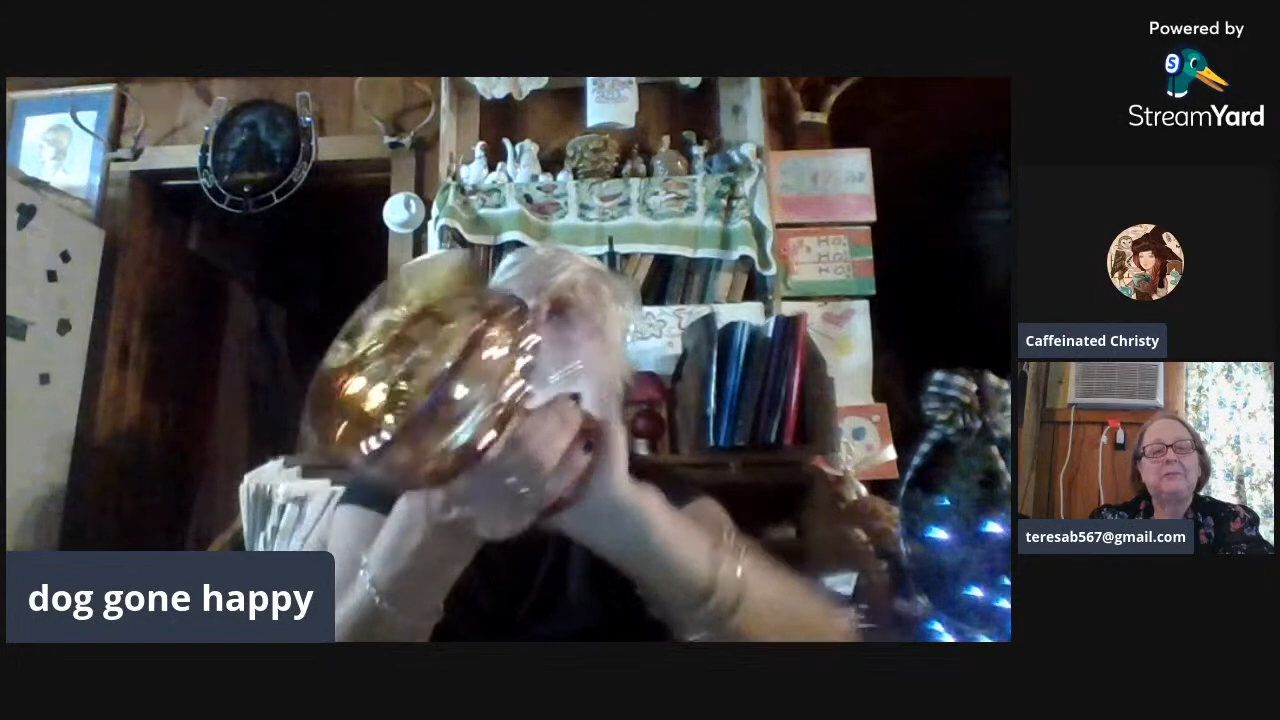 Powered by
StreamYard
HO
HO
HO
Caffeinated Christy
teresab567@gmail.com
dog gone happy